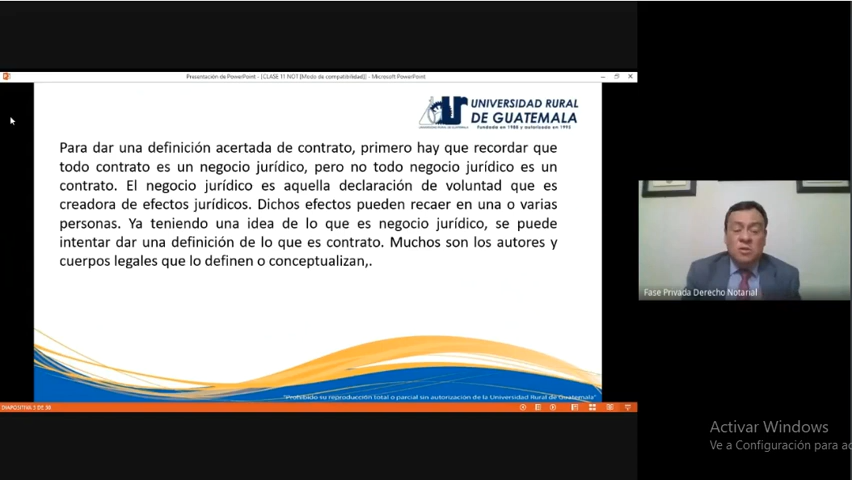 Presentación de PowerPoint - [CLASE 11 NOT [Modo de compatibilidad]] - Microsoft PowerPoint
UNIVERSIDAD RURAL
DE GUATEMALA
Fundada en 1988 y autorizada en 1995
Para dar una definición acertada de contrato, primero hay que recordar que
todo contrato es un negocio jurídico, pero no todo negocio jurídico es un
contrato. El negocio jurídico es aquella declaración de voluntad que es
creadora de efectos jurídicos. Dichos efectos pueden recaer en una o varias
personas. Ya teniendo una idea de lo que es negocio jurídico, se puede
intentar dar una definición de lo que es contrato. Muchos son los autores y
cuerpos legales que lo definen o conceptualizan,.
"Prohibido su reproducción total o parcial sin autorización de la Universidad Rural de Guatemala"
Fase Privada Derecho Notarial
Activar Windows
Ve a Configuración para ac